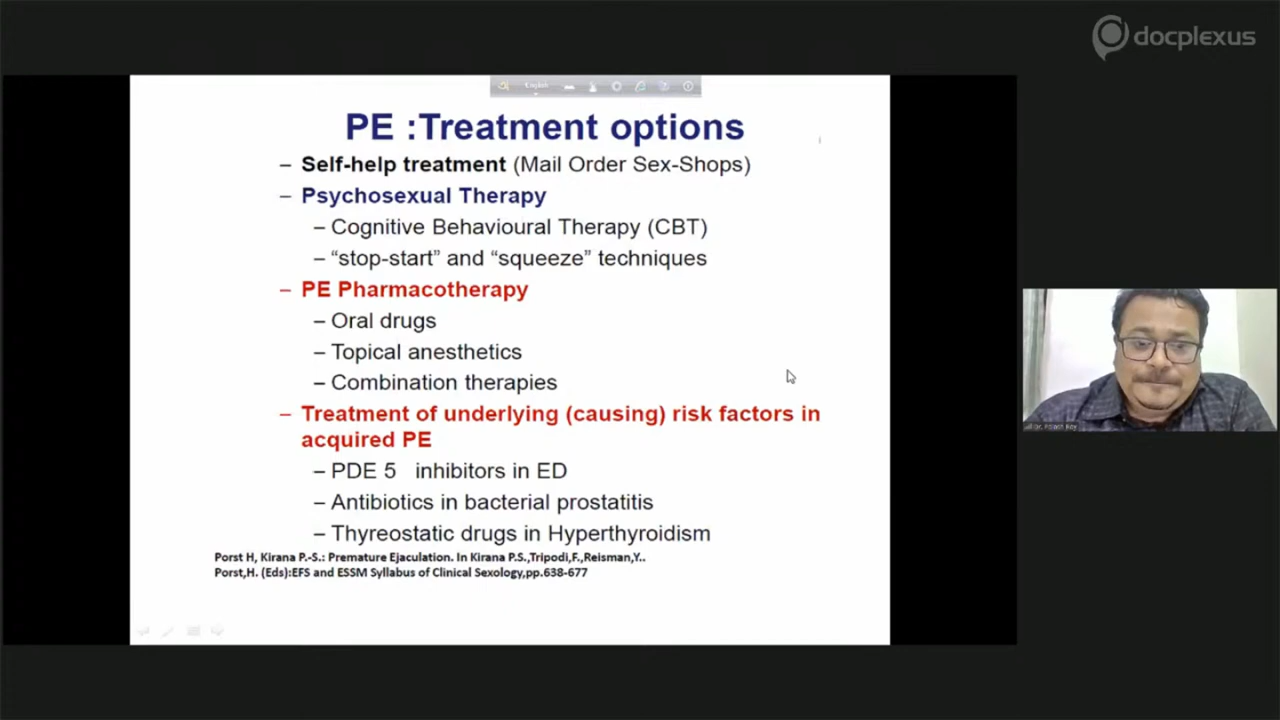 docplexus
English
PE :Treatment options
– Self-help treatment (Mail Order Sex-Shops)
– Psychosexual Therapy
– Cognitive Behavioural Therapy (CBT)
– “stop-start” and “squeeze” techniques
– PE Pharmacotherapy
– Oral drugs
– Topical anesthetics
– Combination therapies
– Treatment of underlying (causing) risk factors in
acquired PE
– PDE 5 inhibitors in ED
– Antibiotics in bacterial prostatitis
– Thyreostatic drugs in Hyperthyroidism
Porst H, Kirana P.-S.: Premature Ejaculation. In Kirana P.S.,Tripodi,F.,Reisman,Y..
Porst,H. (Eds):EFS and ESSM Syllabus of Clinical Sexology,pp.638-677